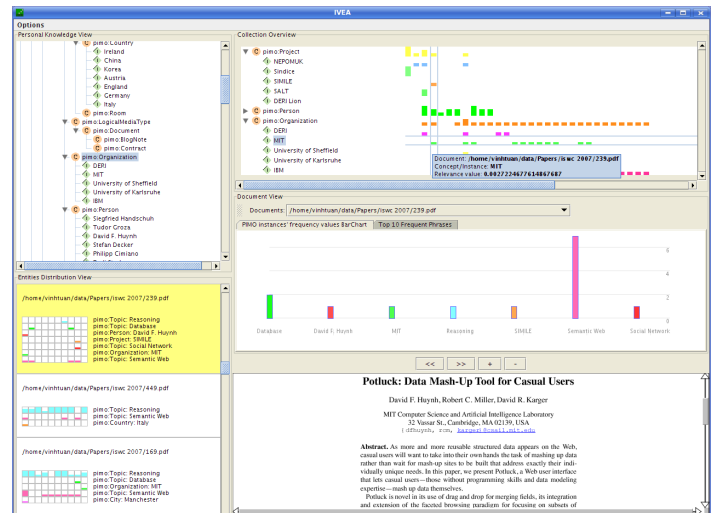 IVEA
Options
Personal Knowledge View
C pimo:Country
Ireland
China
Korea
Austria
England
Germany
Italy
C pimo:Room
C pimo:LogicalMediaType
C pimo:Document
C pimo:BlogNote
C pimo:Contract
C pimo:Organization
DERI
MIT
University of Sheffield
University of Karlsruhe
IBM
C pimo:Person
Siegfried Handschuh
Tudor Groza
David F. Huynh
Stefan Decker
Philipp Cimiano
Entities Distribution View
/home/vinhtuan/data/Papers/iswc 2007/239.pdf
pimo:Topic: Reasoning
pimo:Topic: Database
pimo:Person: David F. Huynh
pimo:Project: SIMILE
pimo:Topic: Social Network
pimo:Organization: MIT
pimo:Topic: Semantic Web
/home/vinhtuan/data/Papers/iswc 2007/449.pdf
pimo:Topic: Reasoning
pimo:Topic: Semantic Web
pimo:Country: Italy
/home/vinhtuan/data/Papers/iswc 2007/169.pdf
pimo:Topic: Reasoning
pimo:Topic: Database
pimo:Organization: MIT
pimo:Topic: Semantic Web
pimo:City: Manchester
Collection Overview
C pimo:Project
NEPOMUK
Sindice
SIMILE
SALT
DERI Lion
C pimo:Person
C pimo:Organization
DERI
MIT
University of Sheffield
University of Karlsruhe
IBM
Document: /home/vinhtuan/data/Papers/iswc 2007/239.pdf
Concept/Instance: MIT
Relevance value: 0.0027224677614867687
Document View
Documents: /home/vinhtuan/data/Papers/iswc 2007/239.pdf
PIMO instances' frequency values BarChart Top 10 Frequent Phrases
6
4
2
0
Database David F. Huynh MIT Reasoning SIMILE Semantic Web Social Network
<< >> + -
Potluck: Data Mash-Up Tool for Casual Users
David F. Huynh, Robert C. Miller, David R. Karger
MIT Computer Science and Artificial Intelligence Laboratory
32 Vassar St., Cambridge, MA 02139, USA
{dfhuynh, rcm, karger}@csail.mit.edu
Abstract. As more and more reusable structured data appears on the Web,
casual users will want to take into their own hands the task of mashing up data
rather than wait for mash-up sites to be built that address exactly their indi-
vidually unique needs. In this paper, we present Potluck, a Web user interface
that lets casual users—those without programming skills and data modeling
expertise—mash up data themselves.
Potluck is novel in its use of drag and drop for merging fields, its integration
and extension of the faceted browsing paradigm for focusing on subsets of